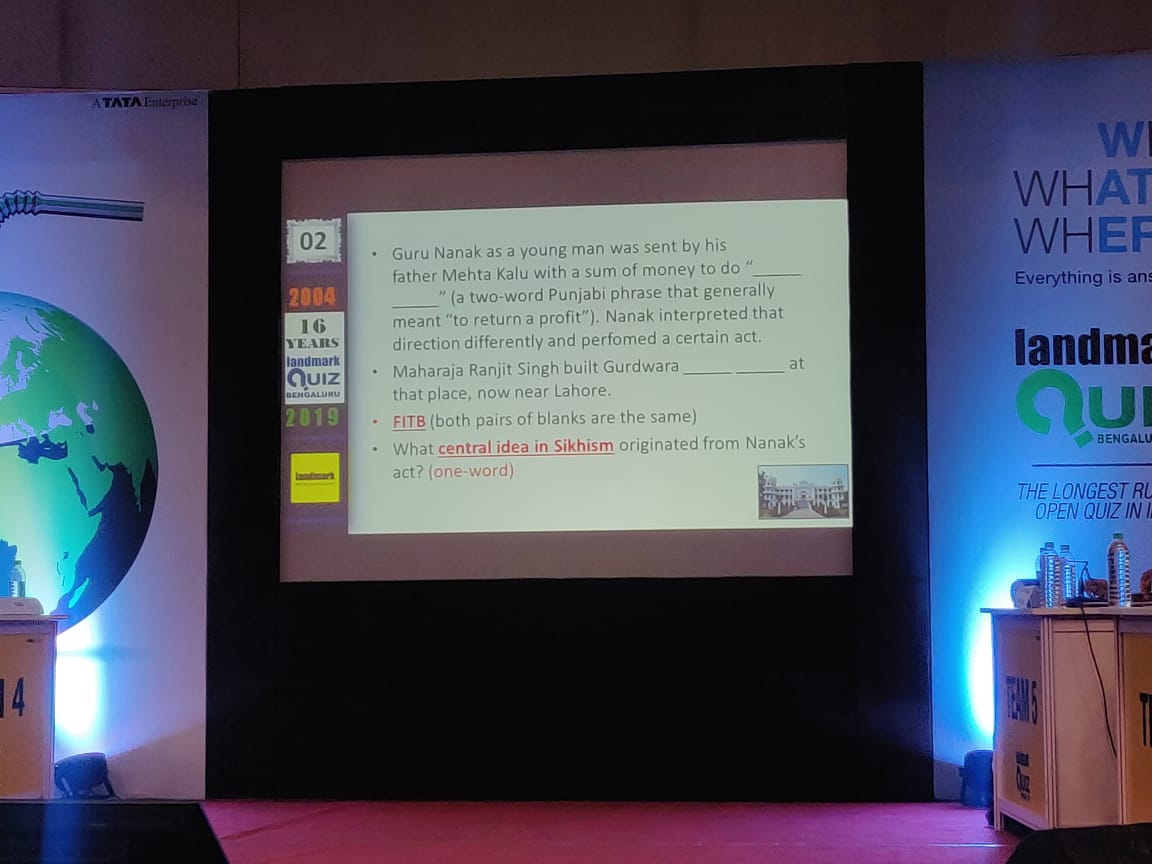 A TATA Enterprise
02
2004
16
YEARS
landmark
QUIZ
BENGALURU
2019
landmark
• Guru Nanak as a young man was sent by his
father Mehta Kalu with a sum of money to do “_____
_____” (a two-word Punjabi phrase that generally
meant “to return a profit”). Nanak interpreted that
direction differently and perfomed a certain act.
• Maharaja Ranjit Singh built Gurdwara _____ _____ at
that place, now near Lahore.
• FITB (both pairs of blanks are the same)
• What central idea in Sikhism originated from Nanak’s
act? (one-word)
WHAT
WHER
Everything is ans
landma
QUI
BENGALU
THE LONGEST RU
OPEN QUIZ IN I
4
TEAM 5